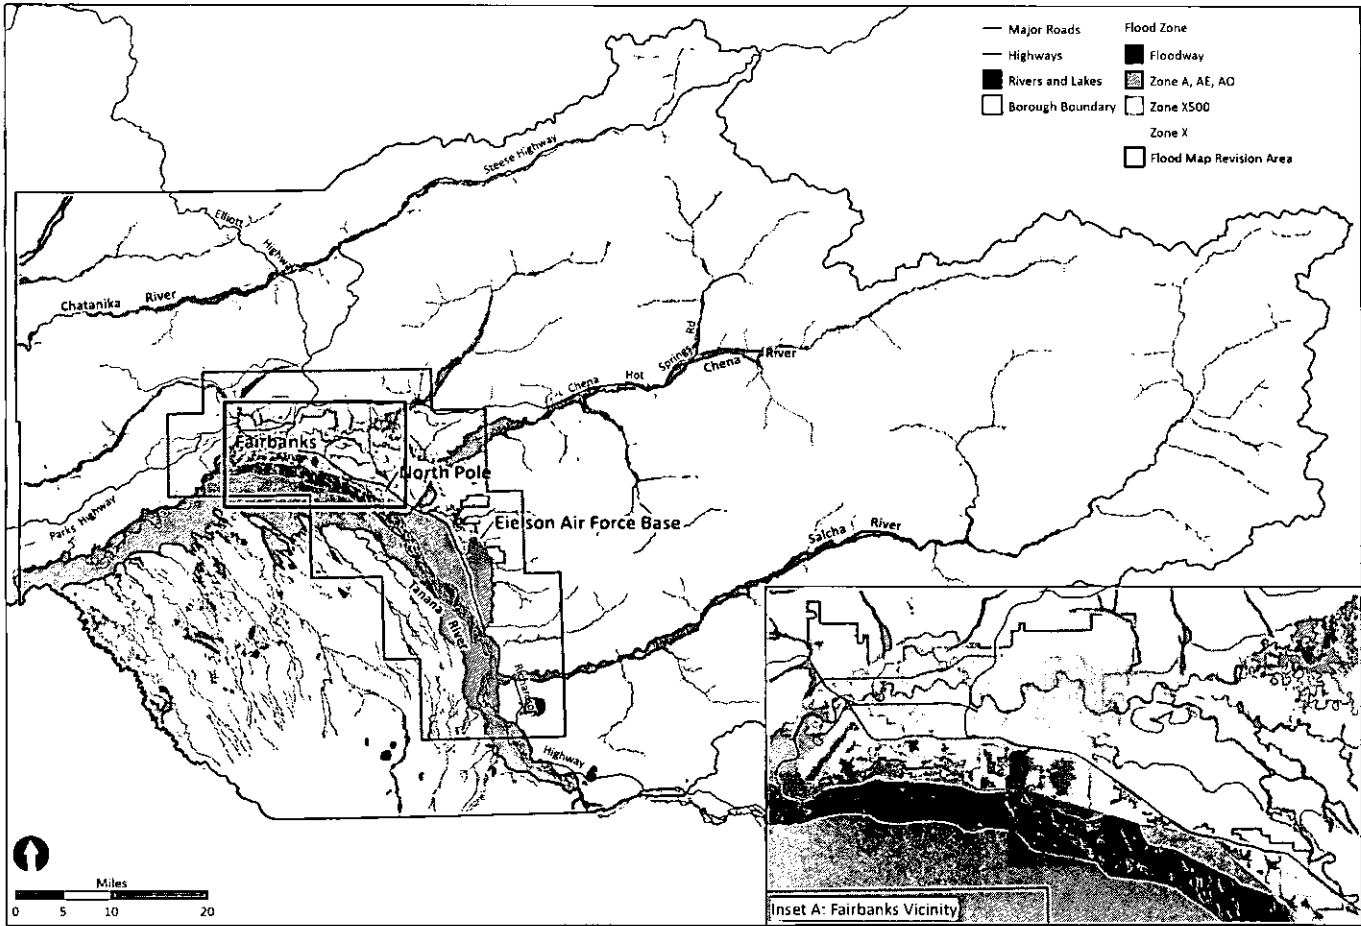 Major Roads
Highways
Rivers and Lakes
Borough Boundary
Flood Zone
Floodway
Zone A, AE, AO
Zone X500
Zone X
Flood Map Revision Area
Steese Highway
Elliott
Highway
Chatanika River
Springs Rd
Chena Hot
Chena River
Fairbanks
North Pole
Parks Highway
Eielson Air Force Base
Salcha River
Tanana River
Richardson
Highway
Miles
0 5 10 20
Inset A: Fairbanks Vicinity